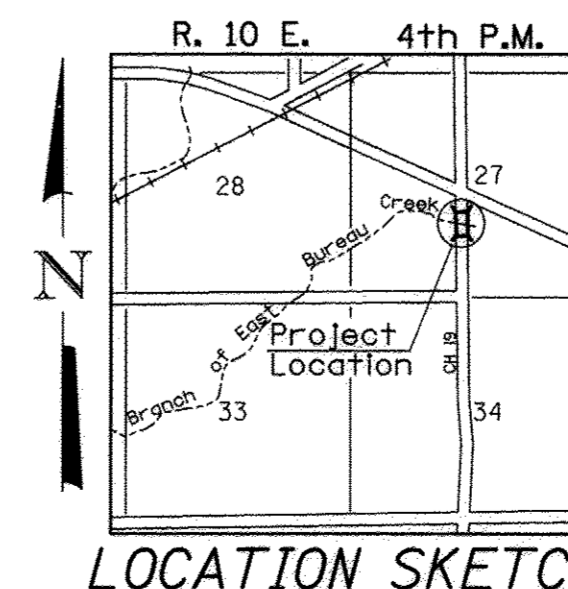 R. 10 E. 4th P.M.
28
27
Creek
Bureau
N
Project
Location
CH 19
of East
Branch
33
34
LOCATION SKETC